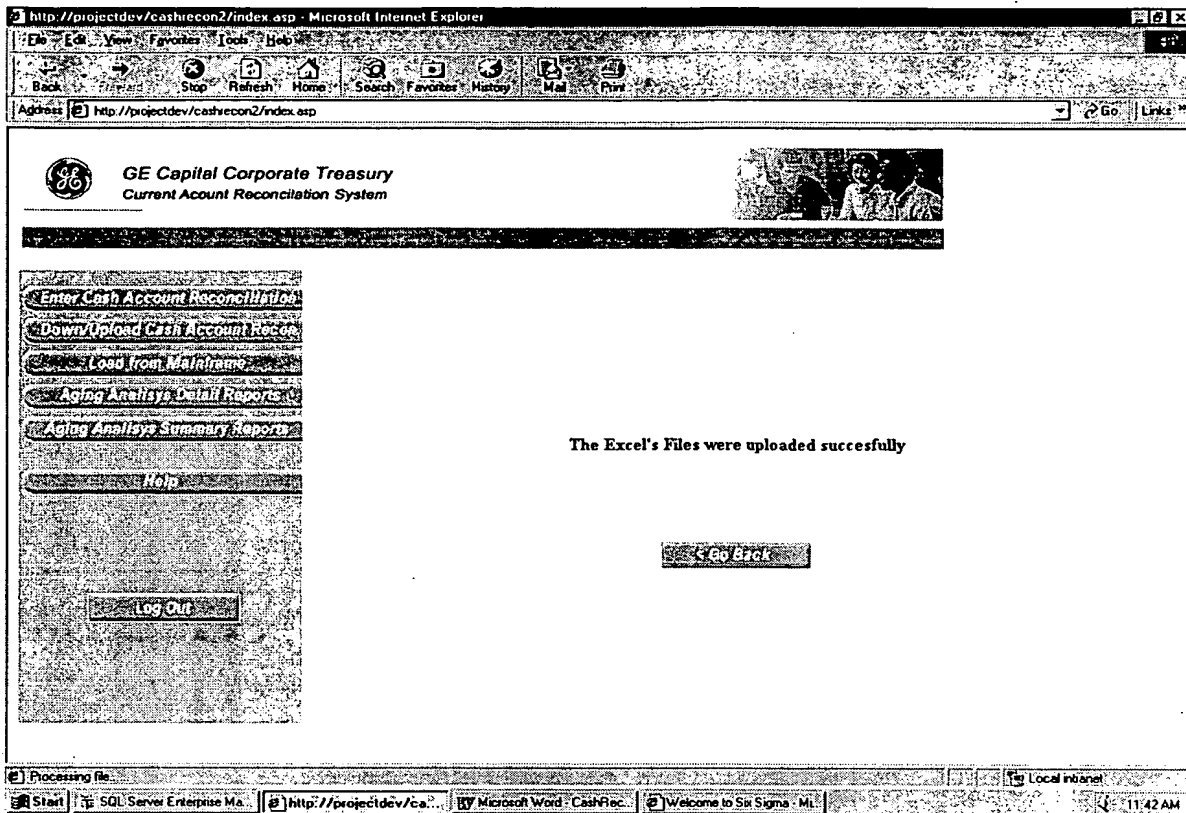 http://projectdev/cashrecon2/index.asp - Microsoft Internet Explorer
File Edit View Favorites Tools Help
Back Forward Stop Refresh Home Search Favorites History Mail Print
Address http://projectdev/cashrecon2/index.asp Go Links »
GE Capital Corporate Treasury
Current Acount Reconcilation System
Enter Cash Account Reconcilliation
Down/Upload Cash Account Recon
Load from Mainframe
Aging Analisys Detail Reports
Aging Analisys Summary Reports
Help
The Excel's Files were uploaded succesfully
< Go Back
Log Out
Processing file... Local intranet
Start SQL Server Enterprise Ma... http://projectdev/ca... Microsoft Word - CashRec... Welcome to Six Sigma - Mi... 11:42 AM